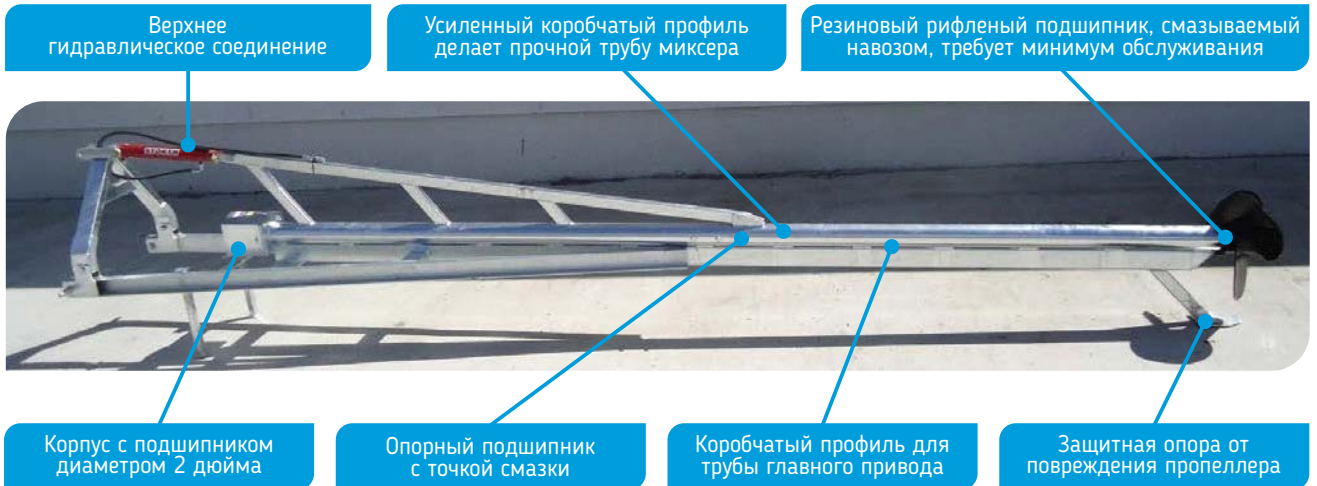 Верхнее
гидравлическое соединение
Усиленный коробчатый профиль
делает прочной трубу миксера
Резиновый рифленый подшипник, смазываемый
навозом, требует минимум обслуживания
Корпус с подшипником
диаметром 2 дюйма
Опорный подшипник
с точкой смазки
Коробчатый профиль для
трубы главного привода
Защитная опора от
повреждения пропеллера